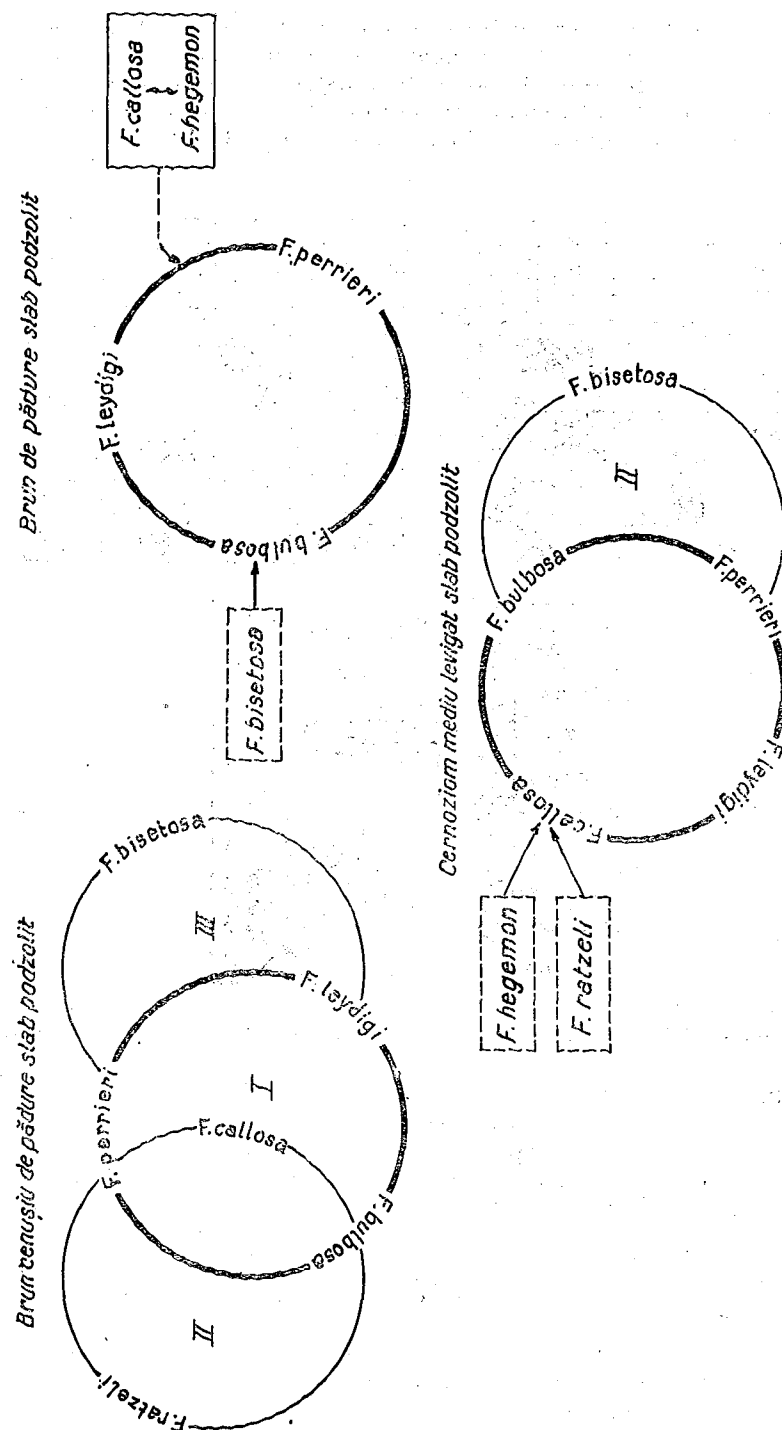 Brun cenușiu de pădure slab podzolit
F. perrieri
F. bisetosa
F. leydigi
F. callosa
F. bulbosa
F. ratzeli
I
II
III
Brun de pădure slab podzolit
F. leydigi
F. perrieri
F. bulbosa
F. bisetosa
F. callosa
F. hegemon
Cernoziom mediu levigat slab podzolit
F. bulbosa
F. bisetosa
F. perrieri
F. leydigi
F. callosa
II
F. hegemon
F. ratzeli